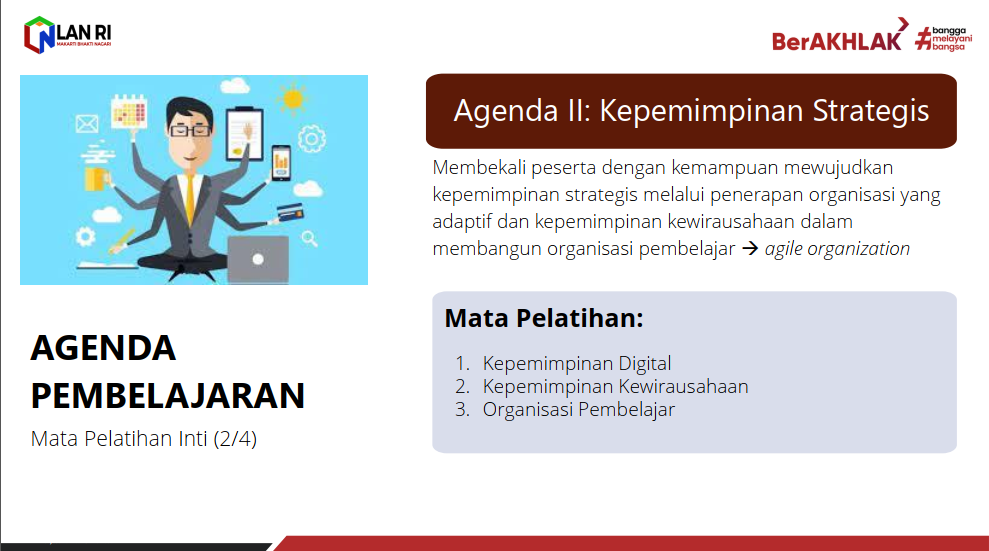 LAN RI
MAKARTI BHAKTI NAGARI
BerAKHLAK
#bangga
melayani
bangsa
Agenda II: Kepemimpinan Strategis
Membekali peserta dengan kemampuan mewujudkan
kepemimpinan strategis melalui penerapan organisasi yang
adaptif dan kepemimpinan kewirausahaan dalam
membangun organisasi pembelajar → agile organization
AGENDA
PEMBELAJARAN
Mata Pelatihan Inti (2/4)
Mata Pelatihan:
1. Kepemimpinan Digital
2. Kepemimpinan Kewirausahaan
3. Organisasi Pembelajar